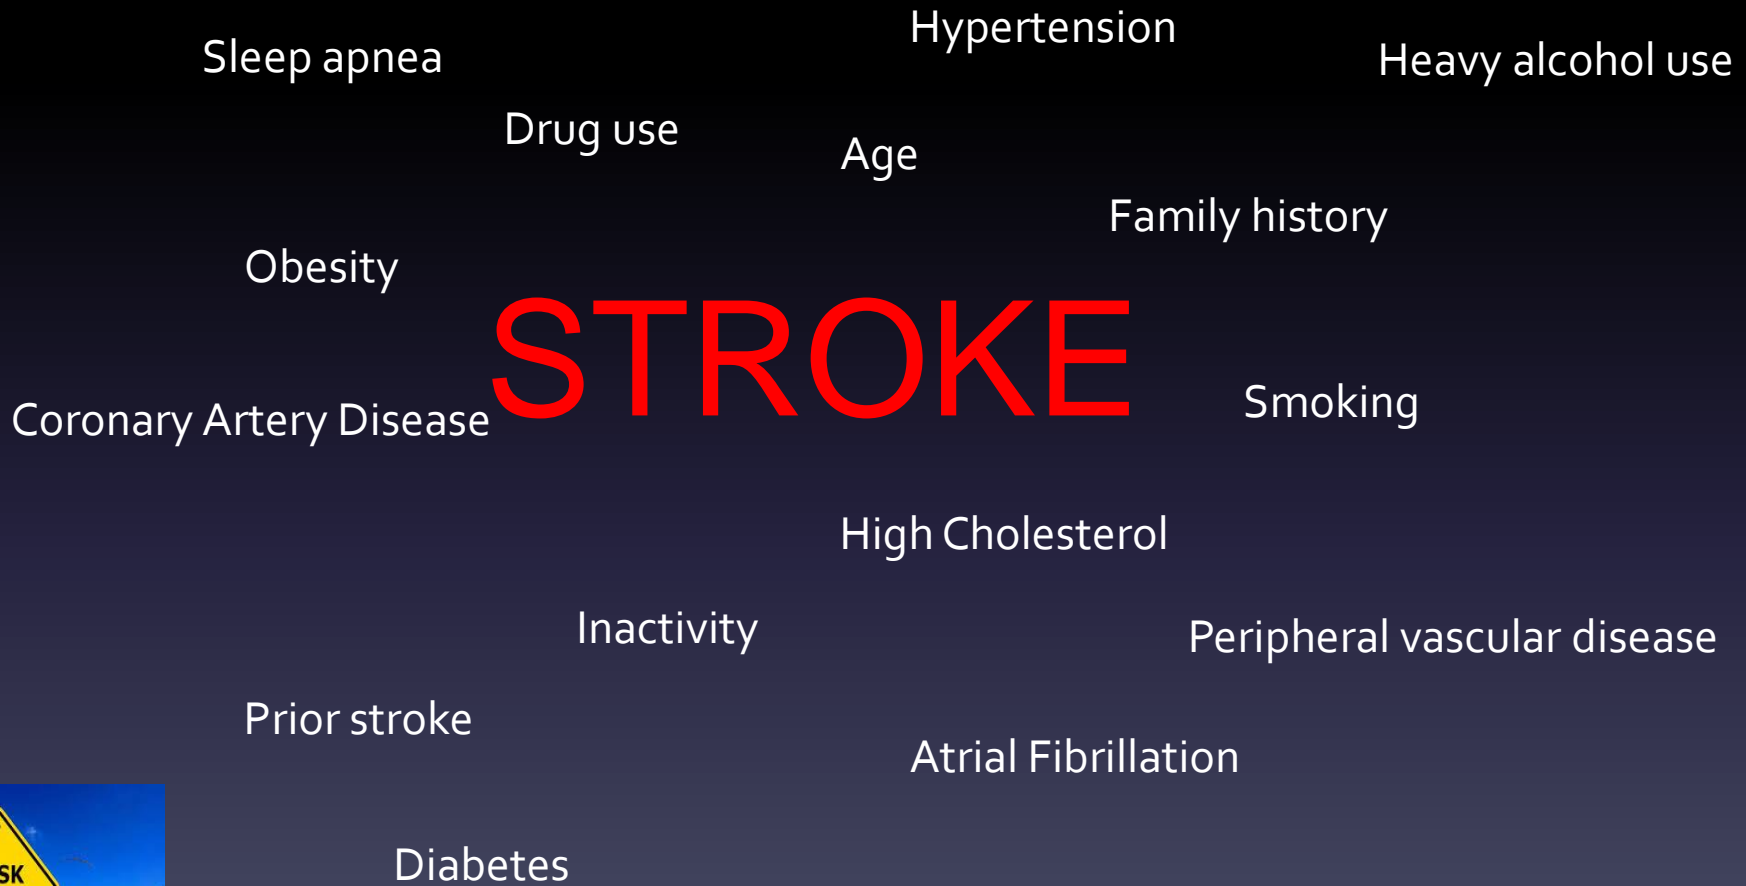 Hypertension
Sleep apnea
Heavy alcohol use
Drug use
Age
Family history
Obesity
STROKE
Coronary Artery Disease
Smoking
High Cholesterol
Inactivity
Peripheral vascular disease
Prior stroke
Atrial Fibrillation
Diabetes